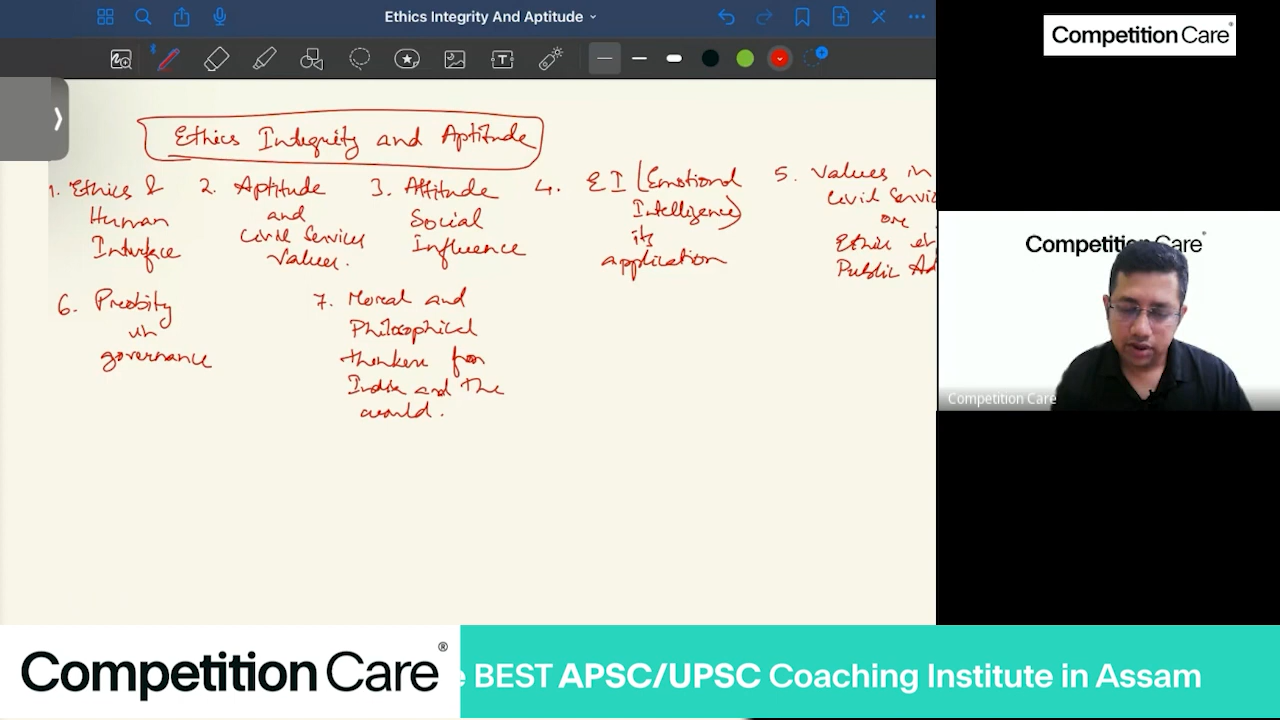 Ethics Integrity And Aptitude
Competition Care
Ethics Integrity and Aptitude
1. Ethics &
Human
Interface
2. Aptitude
and
Civil Services
Values.
3. Attitude
Social
Influence
4. EI (Emotional
Intelligence)
its
application
5. Values in
Civil Servic
or
Ethics
Public Ad
6. Probity
in
governance
7. Moral and
Philosophical
thinkers from
India and the
world.
Competition Care
Competition Care
Competition Care®
e BEST APSC/UPSC Coaching Institute in Assam